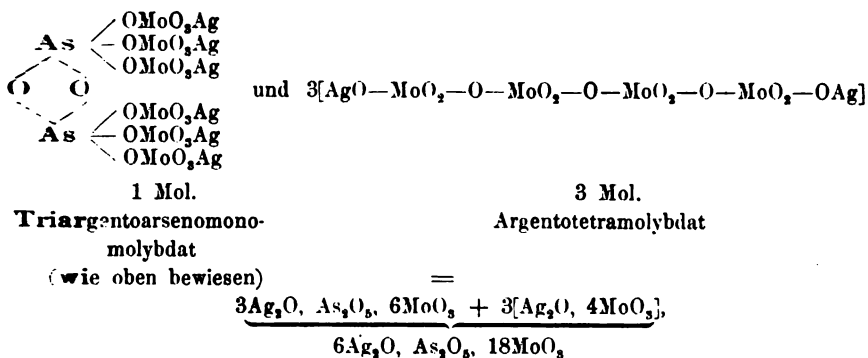 OMoO₃Ag
As — OMoO₃Ag
OMoO₃Ag
O O und 3[AgO—MoO₂—O—MoO₂—O—MoO₂—O—MoO₂—OAg]
OMoO₃Ag
As — OMoO₃Ag
OMoO₃Ag
1 Mol. 3 Mol.
Triargentoarsenomono- Argentotetramolybdat
molybdat
(wie oben bewiesen) =
3Ag₂O, As₂O₅, 6MoO₃ + 3[Ag₂O, 4MoO₃],
6Ag₂O, As₂O₅, 18MoO₃